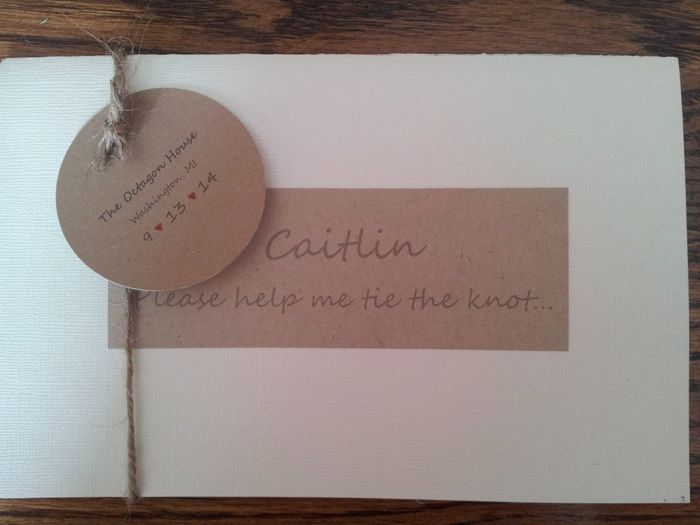 The Octagon House
Washington, MI
9 ♥ 13 ♥ 14
Caitlin
Please help me tie the knot...